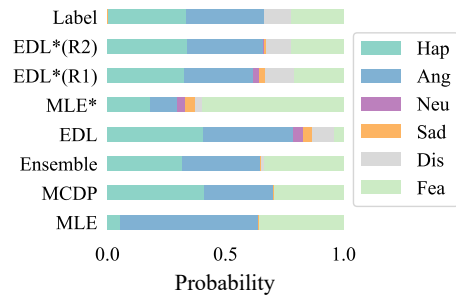 Label
EDL*(R2)
EDL*(R1)
MLE*
EDL
Ensemble
MCDP
MLE
0.0 0.5 1.0
Probability
Hap
Ang
Neu
Sad
Dis
Fea